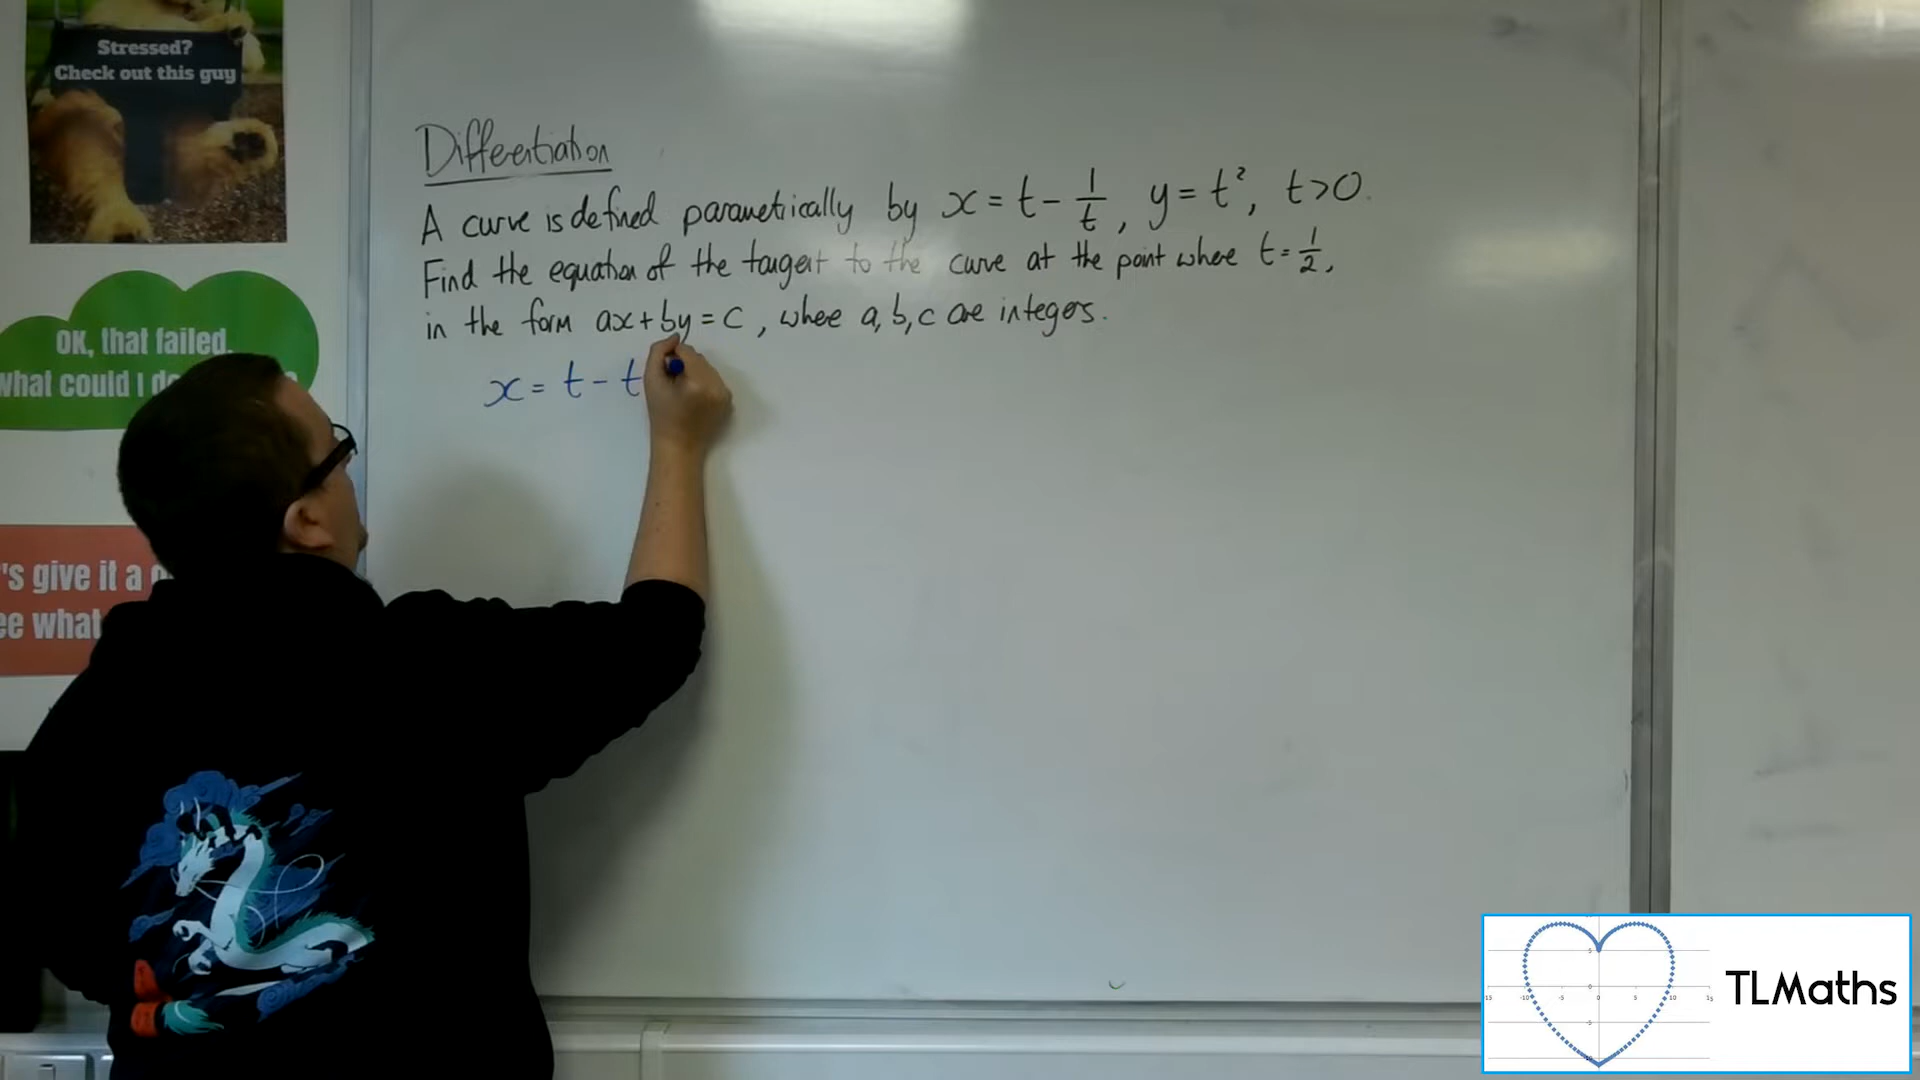 Stressed?
Check out this guy
Differentiation
A curve is defined parametrically by x = t - 1/t, y = t², t>0.
Find the equation of the tangent to the curve at the point where t = 1/2,
in the form ax + by = c, where a, b, c are integers.
x = t - t
OK, that failed.
what could I do
's give it a
ee what
TLMaths